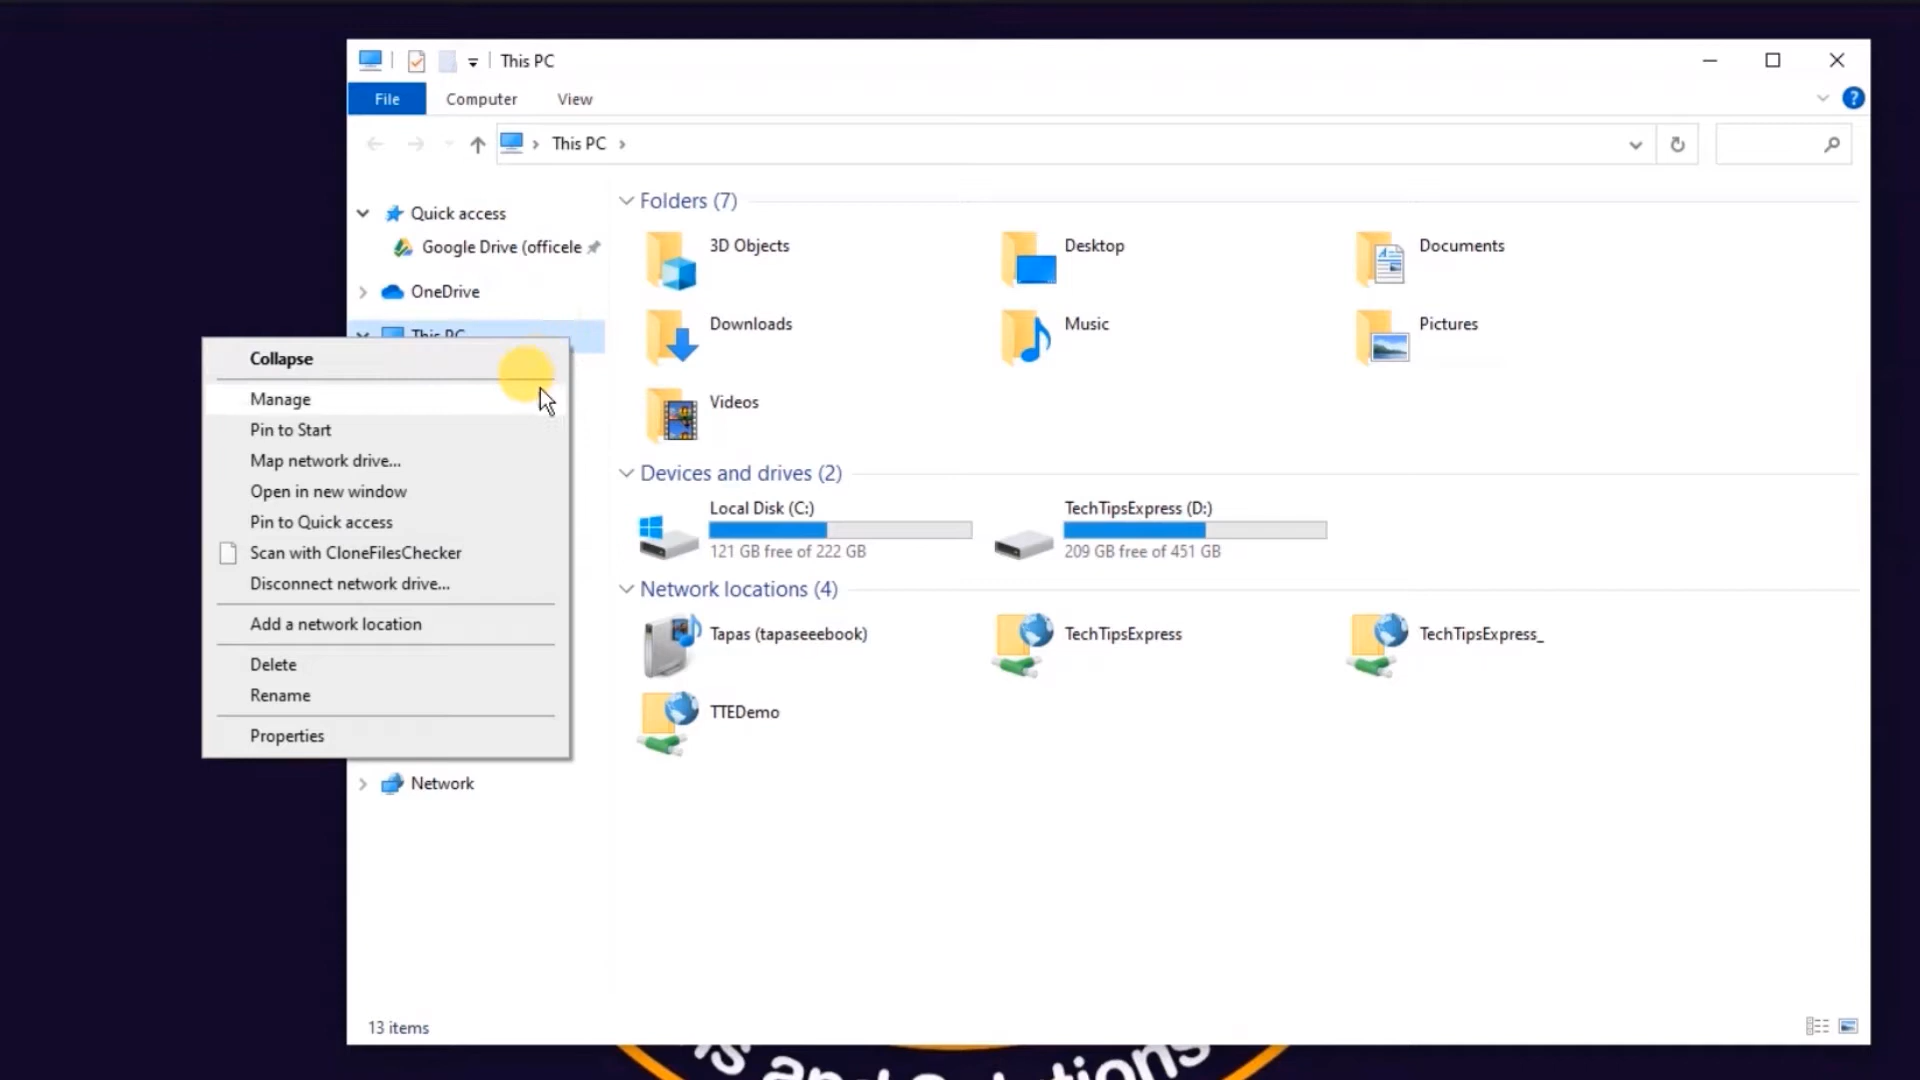 This PC
File
Computer
View
?
This PC
Quick access
Google Drive (officele
OneDrive
This PC
Collapse
Manage
Pin to Start
Map network drive...
Open in new window
Pin to Quick access
Scan with CloneFilesChecker
Disconnect network drive...
Add a network location
Delete
Rename
Properties
Network
Folders (7)
3D Objects
Desktop
Documents
Downloads
Music
Pictures
Videos
Devices and drives (2)
Local Disk (C:)
121 GB free of 222 GB
TechTipsExpress (D:)
209 GB free of 451 GB
Network locations (4)
Tapas (tapaseeebook)
TechTipsExpress
TechTipsExpress_
TTEDemo
13 items
s and Solutions